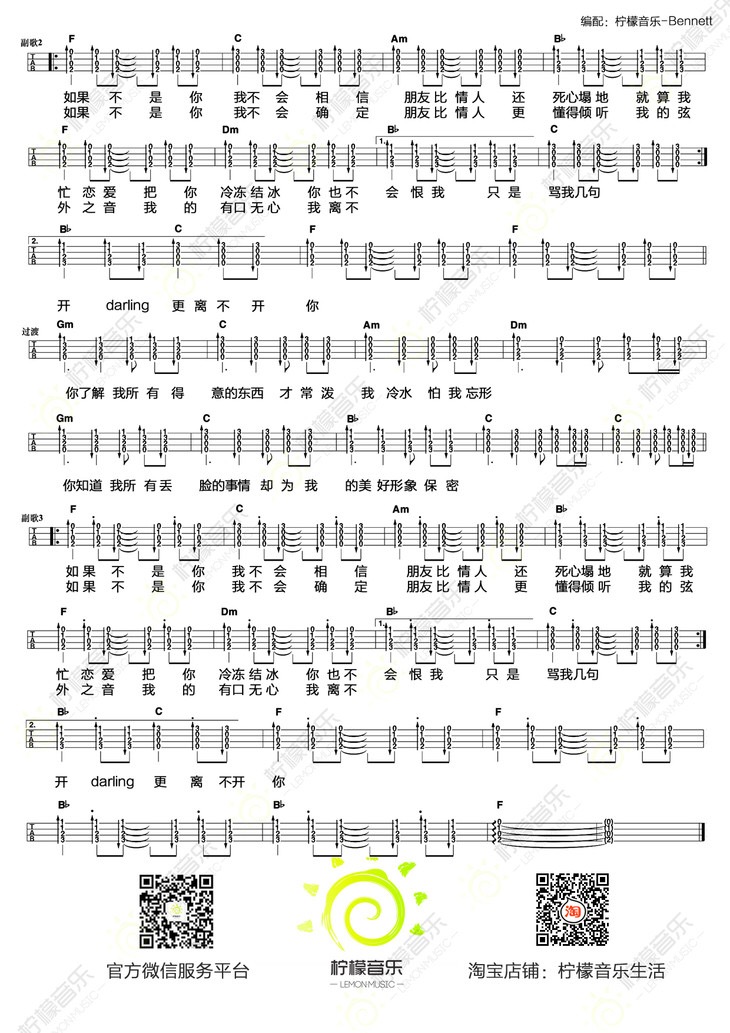 编配：柠檬音乐-Bennett
副歌2 F C Am B♭
如果 不 是 你 我不 会 相 信 朋友 比 情人 还 死心塌地 就算我
如果 不 是 你 我不 会 确 定 朋友 比 情人 更 懂得倾听 我的弦
F Dm 1. B♭ C
忙 恋 爱 把 你 冷冻结冰 你也不 会 恨我 只是 骂我几句
外 之 音 我 的 有口无心 我离不
2. B♭ C F F
开 darling 更离不开 你
过渡 Gm C Am Dm
你了解 我所 有 得 意的东西 才 常 泼 我 冷水 怕 我 忘形
Gm C B♭ C C
你知道 我所 有 丢 脸的事情 却 为 我 的美好形象 保 密
副歌3 F C Am B♭
如果 不 是 你 我不 会 相 信 朋友 比 情人 还 死心塌地 就算我
如果 不 是 你 我不 会 确 定 朋友 比 情人 更 懂得倾听 我的弦
F Dm 1. B♭ C
忙 恋 爱 把 你 冷冻结冰 你也不 会 恨我 只是 骂我几句
外 之 音 我 的 有口无心 我离不
2. B♭ C F F
开 darling 更 离 不开 你
B♭ B♭ B♭ F
柠檬音乐
LEMON MUSIC
官方微信服务平台
淘
淘宝店铺：柠檬音乐生活